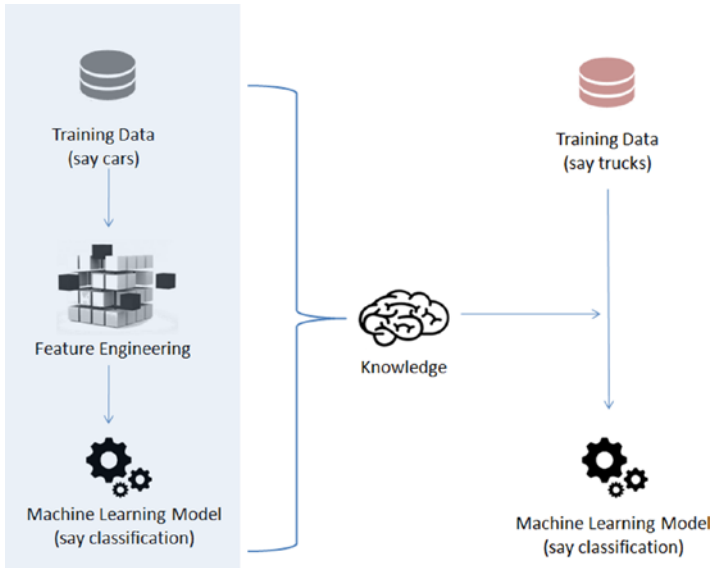 Training Data
(say cars)
Feature Engineering
Machine Learning Model
(say classification)
Knowledge
Training Data
(say trucks)
Machine Learning Model
(say classification)